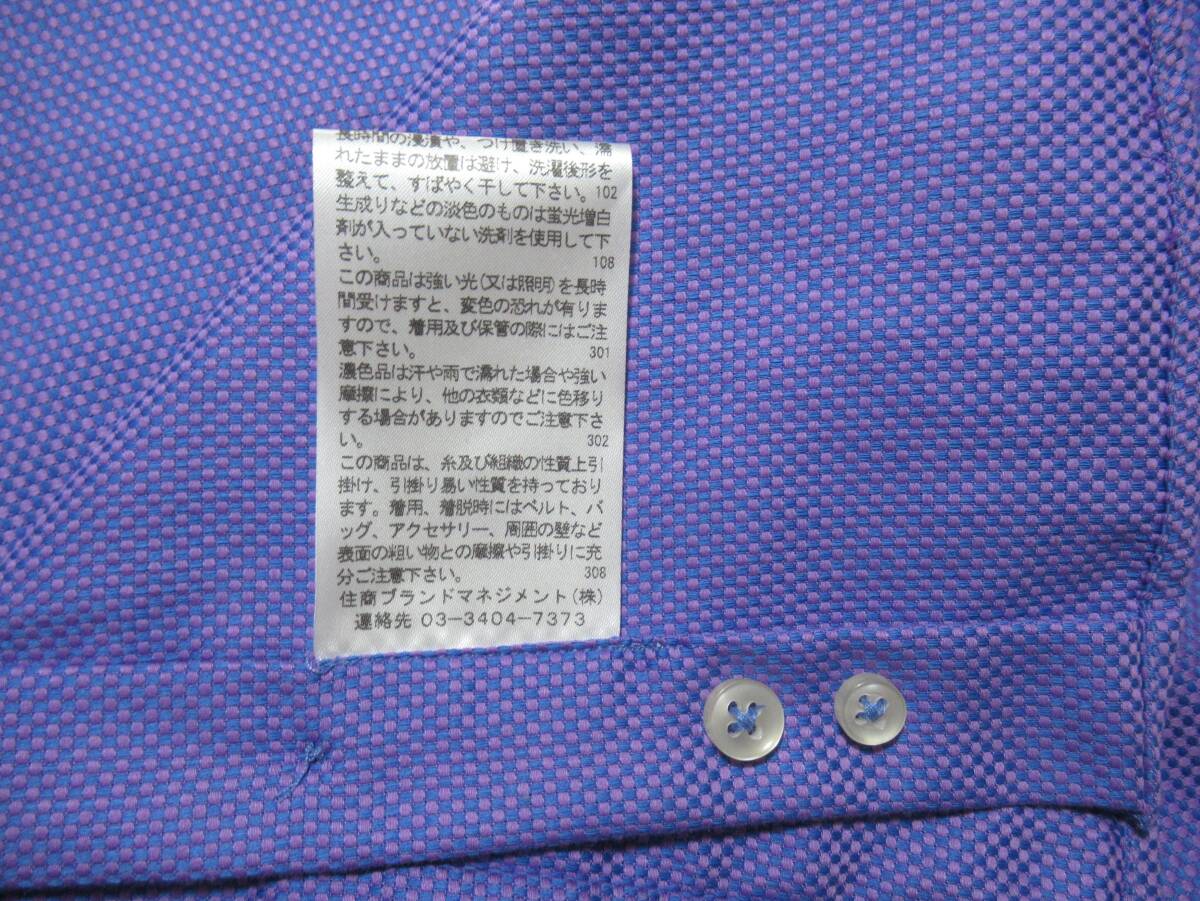 長時間の浸漬や、つけ置き洗い、濡
れたままの放置は避け、洗濯後形を
整えて、すばやく干して下さい。102
生成りなどの淡色のものは蛍光増白
剤が入っていない洗剤を使用して下
さい。 108
この商品は強い光(又は照明)を長時
間受けますと、変色の恐れが有りま
すので、着用及び保管の際にはご注
意下さい。 301
濃色品は汗や雨で濡れた場合や強い
摩擦により、他の衣類などに色移り
する場合がありますのでご注意下さ
い。 302
この商品は、糸及び組織の性質上引
掛け、引掛り易い性質を持っており
ます。着用、着脱時にはベルト、バ
ッグ、アクセサリー、周囲の壁など
表面の粗い物との摩擦や引掛りに充
分ご注意下さい。 308
住商ブランドマネジメント(株)
連絡先 03-3404-7373